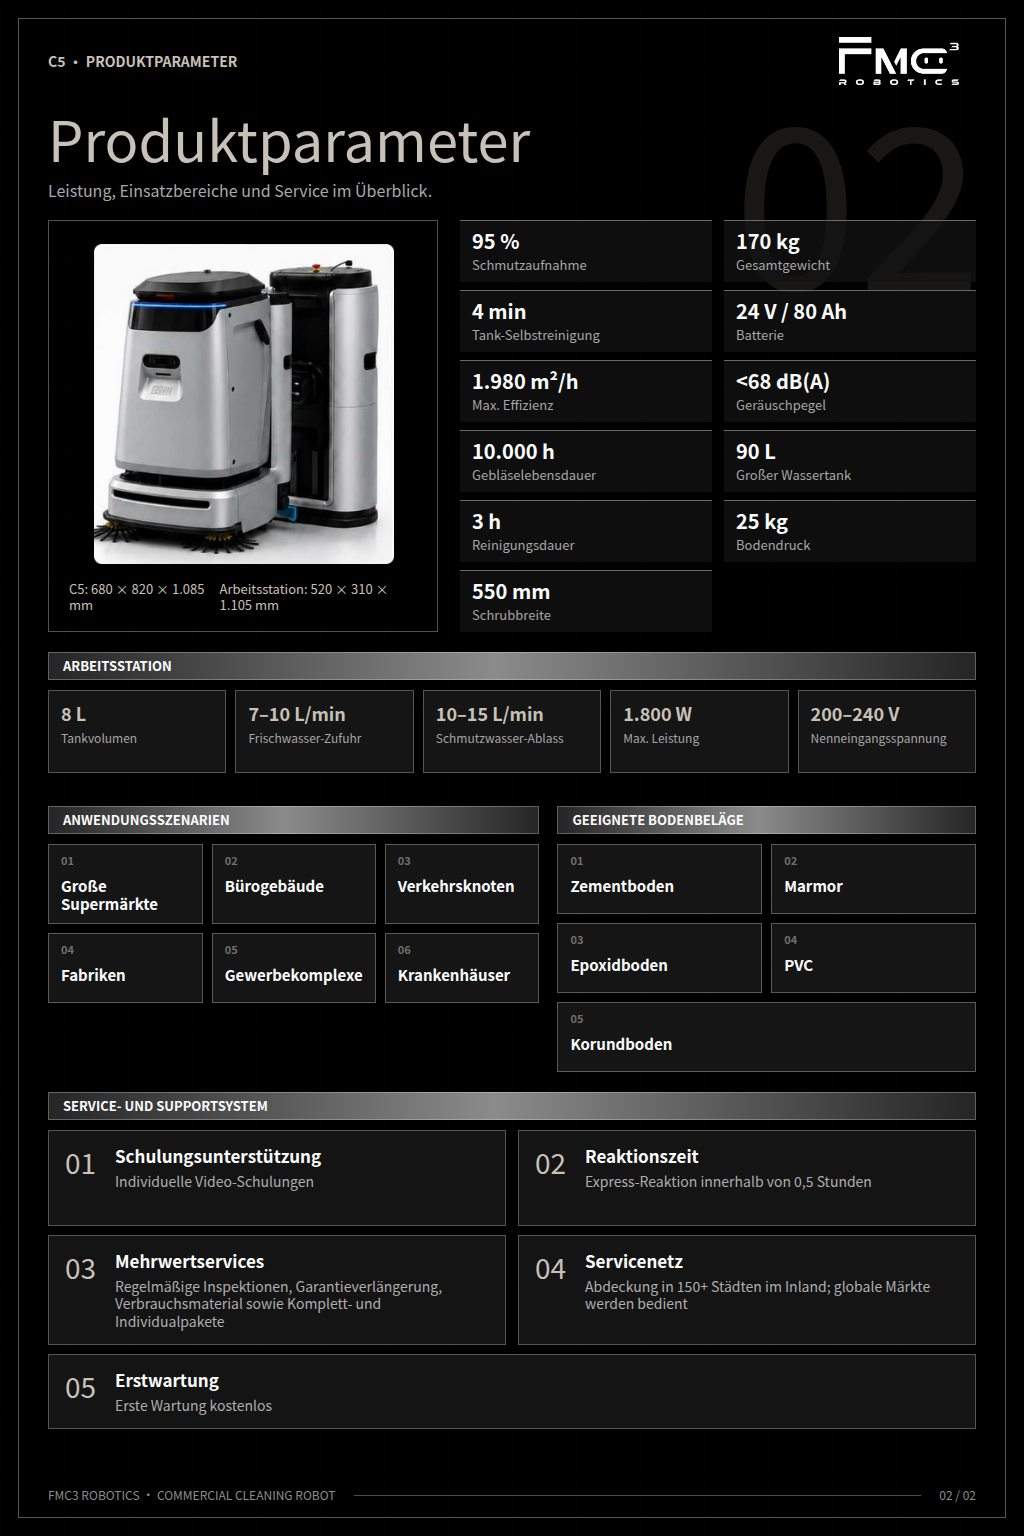 C5 • PRODUKTPARAMETER
FMC3
ROBOTICS
Produktparameter
02
Leistung, Einsatzbereiche und Service im Überblick.
C5: 680 × 820 × 1.085
mm
Arbeitsstation: 520 × 310 ×
1.105 mm
95 %
Schmutzaufnahme
170 kg
Gesamtgewicht
4 min
Tank-Selbstreinigung
24 V / 80 Ah
Batterie
1.980 m²/h
Max. Effizienz
<68 dB(A)
Geräuschpegel
10.000 h
Gebläselebensdauer
90 L
Großer Wassertank
3 h
Reinigungsdauer
25 kg
Bodendruck
550 mm
Schrubbreite
ARBEITSSTATION
8 L
Tankvolumen
7–10 L/min
Frischwasser-Zufuhr
10–15 L/min
Schmutzwasser-Ablass
1.800 W
Max. Leistung
200–240 V
Nenneingangsspannung
ANWENDUNGSSZENARIEN
01
Große
Supermärkte
02
Bürogebäude
03
Verkehrsknoten
04
Fabriken
05
Gewerbekomplexe
06
Krankenhäuser
GEEIGNETE BODENBELÄGE
01
Zementboden
02
Marmor
03
Epoxidboden
04
PVC
05
Korundboden
SERVICE- UND SUPPORTSYSTEM
01
Schulungsunterstützung
Individuelle Video-Schulungen
02
Reaktionszeit
Express-Reaktion innerhalb von 0,5 Stunden
03
Mehrwertservices
Regelmäßige Inspektionen, Garantieverlängerung,
Verbrauchsmaterial sowie Komplett- und
Individualpakete
04
Servicenetz
Abdeckung in 150+ Städten im Inland; globale Märkte
werden bedient
05
Erstwartung
Erste Wartung kostenlos
FMC3 ROBOTICS • COMMERCIAL CLEANING ROBOT
02 / 02